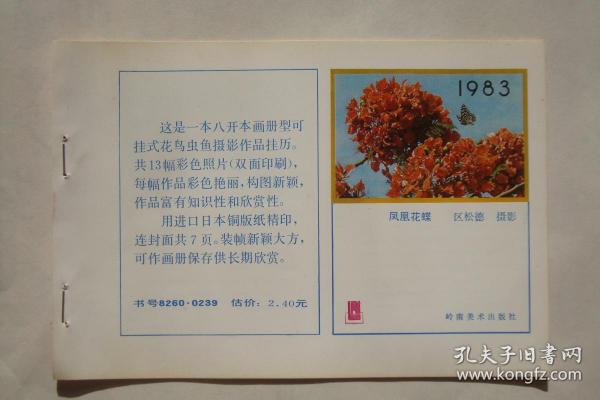 这是一本八开本画册型可
挂式花鸟虫鱼摄影作品挂历。
共13幅彩色照片(双面印刷),
每幅作品彩色艳丽,构图新颖,
作品富有知识性和欣赏性。
用进口日本铜版纸精印,
连封面共7页。装帧新颖大方,
可作画册保存供长期欣赏。
书号8260·0239 估价:2.40元
1983
凤凰花蝶 区松德 摄影
岭南美术出版社
孔夫子旧书网
www.kongfz.com